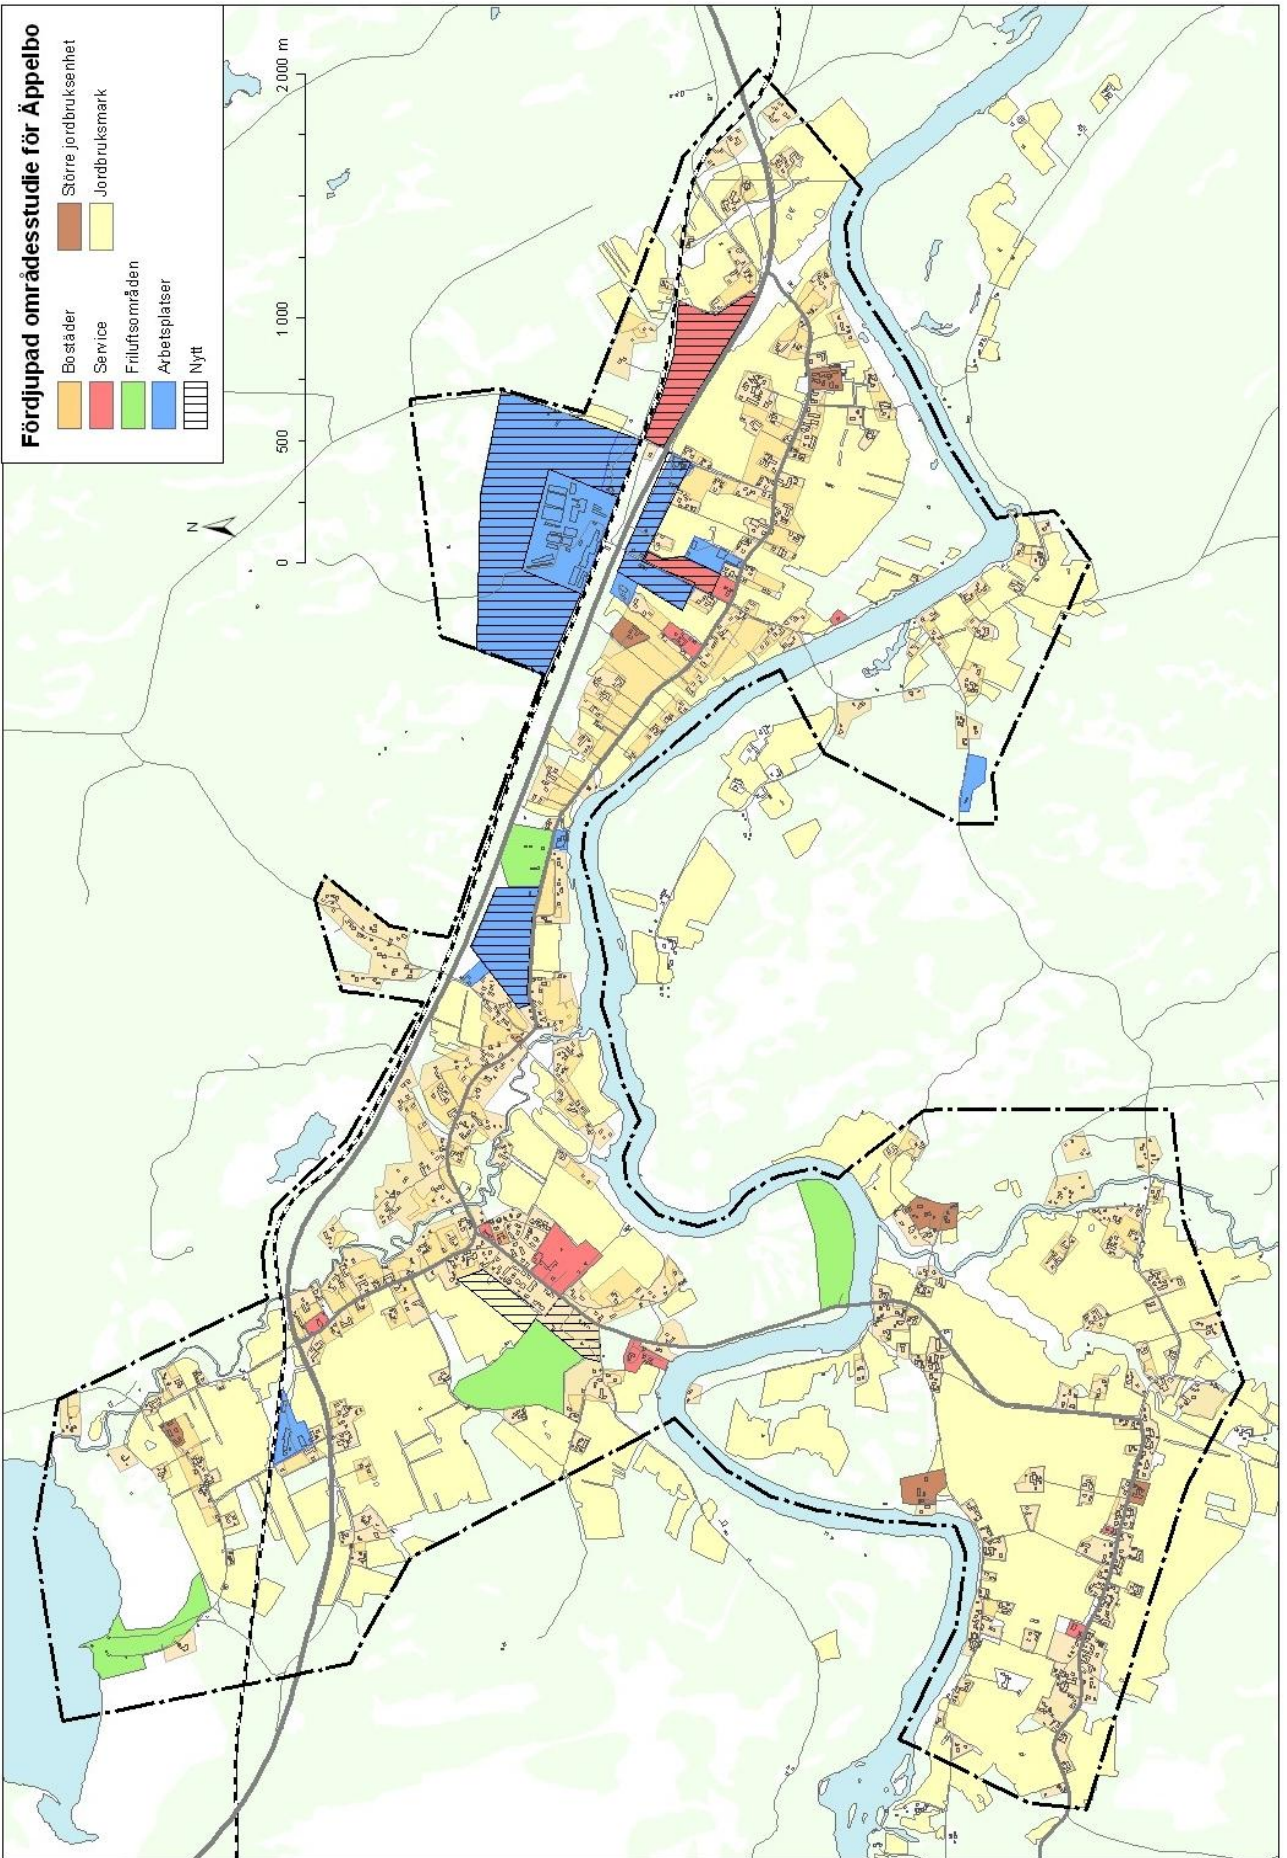 Fördjupad områdesstudie för Äppelbo
Bostäder
Service
Friluftsområden
Arbetsplatser
Nytt
Större jordbruksenhet
Jordbruksmark
N
0 500 1 000 2 000 m